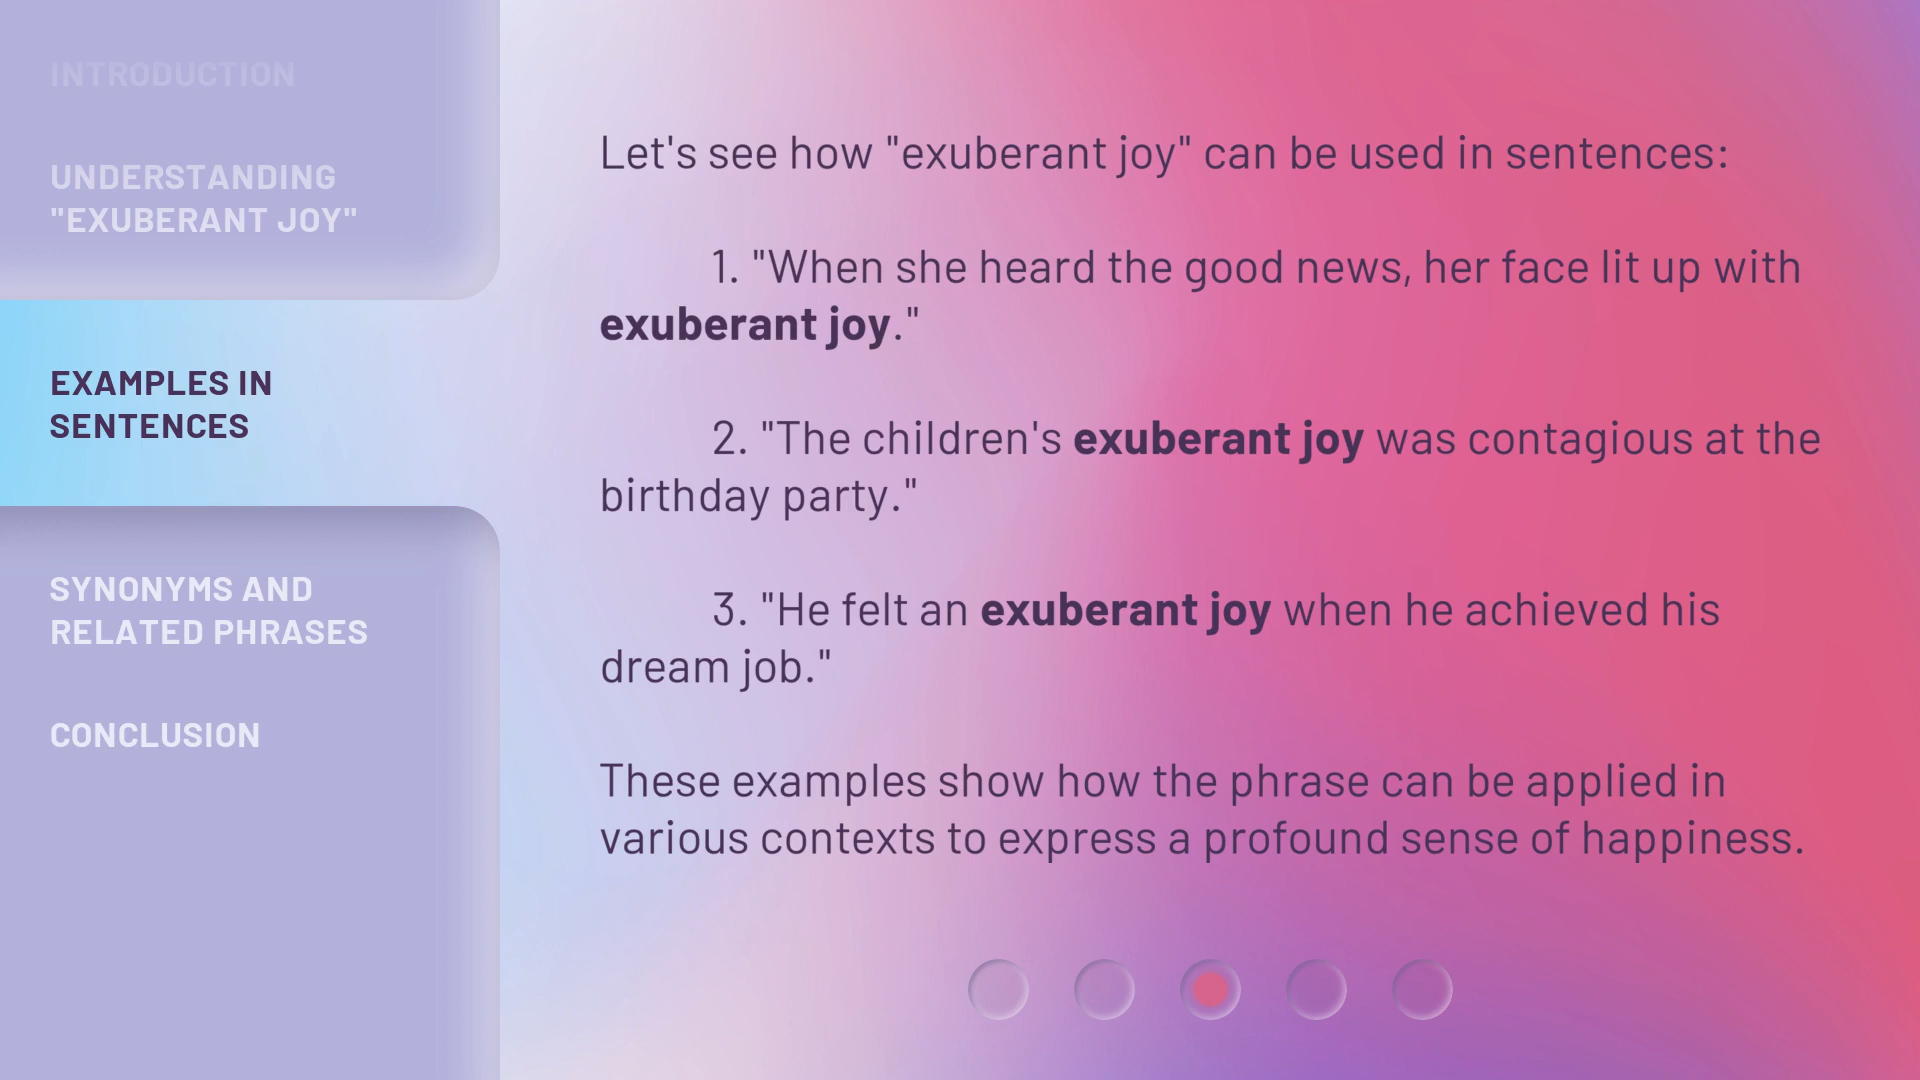 INTRODUCTION
UNDERSTANDING
"EXUBERANT JOY"
EXAMPLES IN
SENTENCES
SYNONYMS AND
RELATED PHRASES
CONCLUSION
Let's see how "exuberant joy" can be used in sentences:
1. "When she heard the good news, her face lit up with
exuberant joy."
2. "The children's exuberant joy was contagious at the
birthday party."
3. "He felt an exuberant joy when he achieved his
dream job."
These examples show how the phrase can be applied in
various contexts to express a profound sense of happiness.